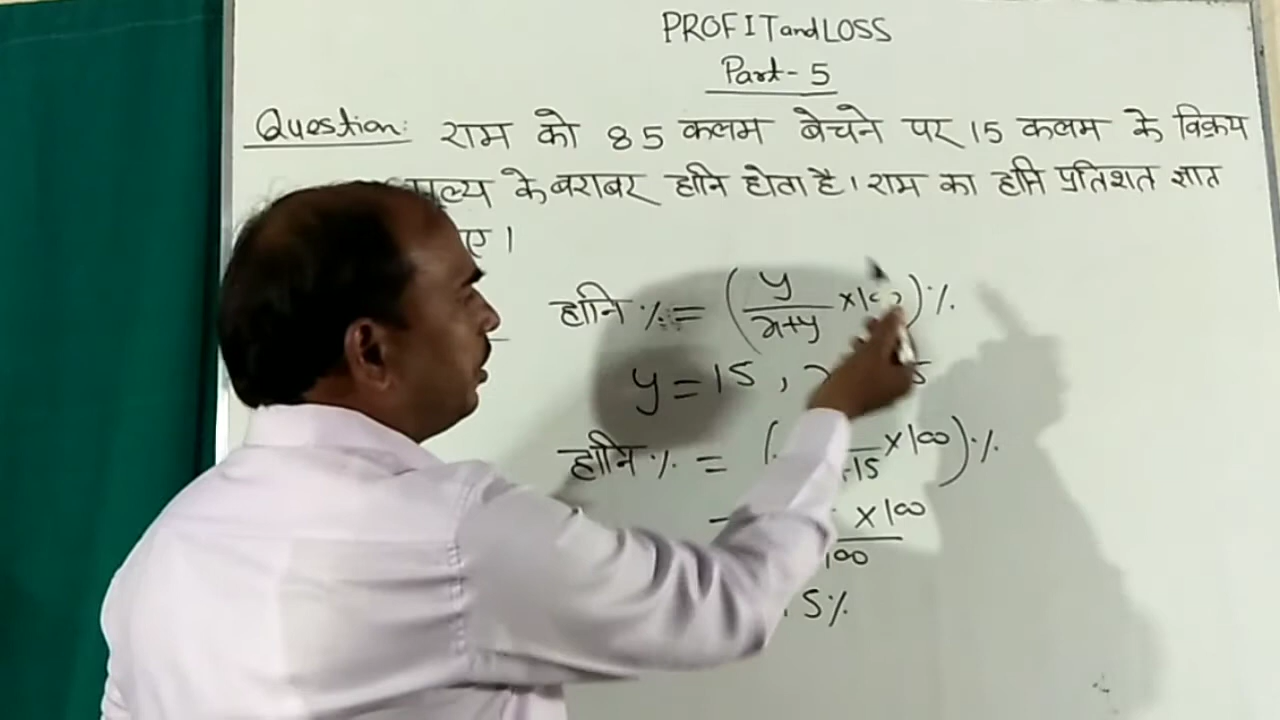 PROFIT and LOSS
Part - 5
Question: राम को 85 कलम बेचने पर 15 कलम के विक्रय
के बराबर हानि होता है। राम का हानि प्रतिशत ज्ञात
हानि % = (y/x+y ×100) %
y = 15 ,
हानि % = ( 15 ×100) %
×100
100
5%